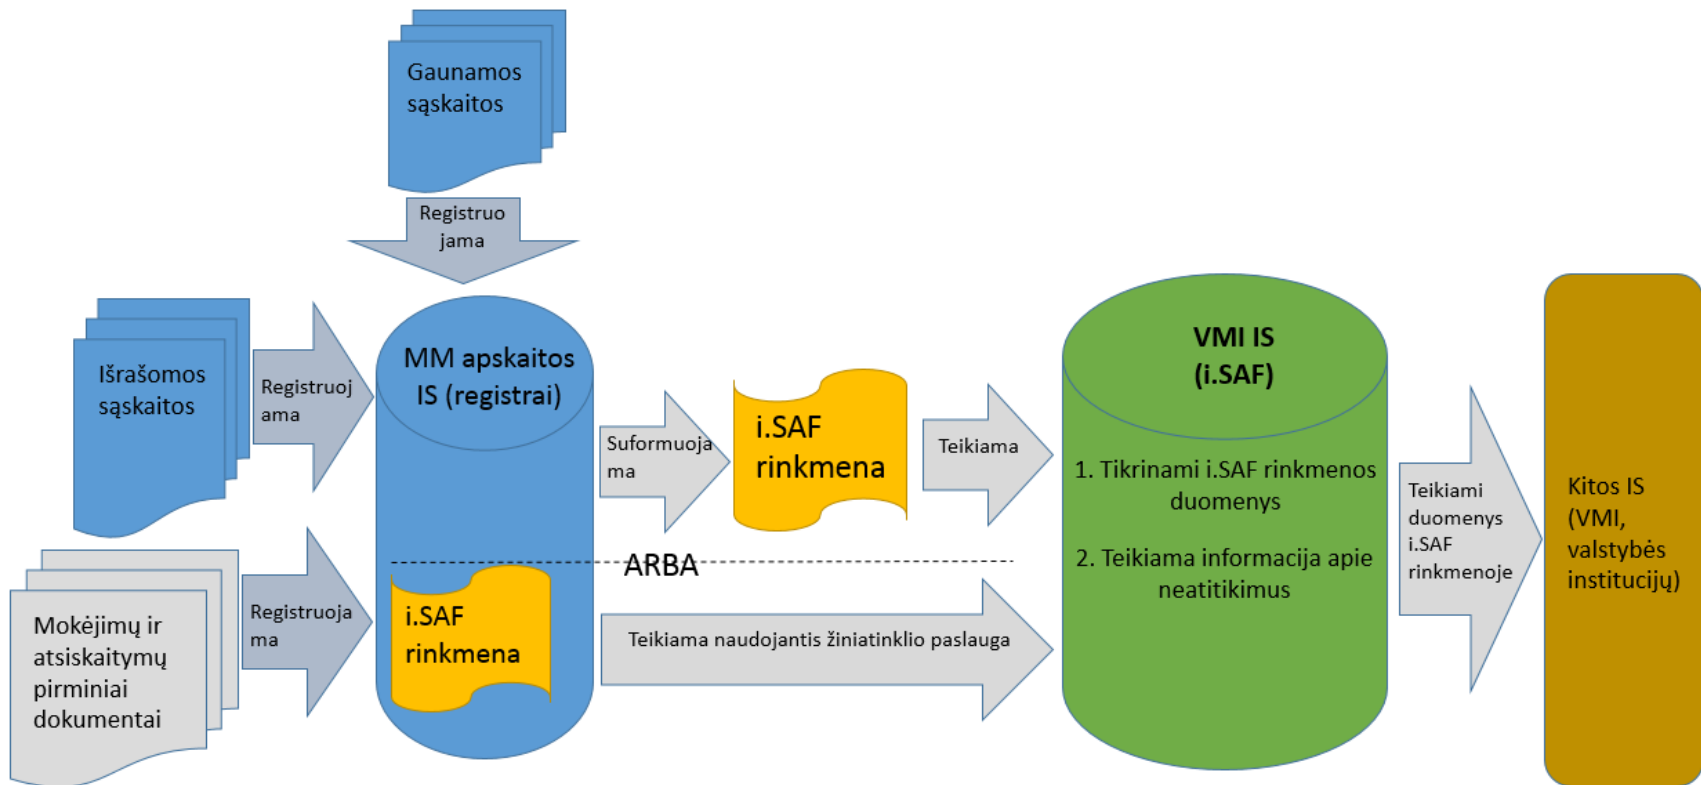 Gaunamos
sąskaitos
Registruo
jama
Išrašomos
sąskaitos
Registruoj
ama
MM apskaitos
IS (registrai)
Suformuoja
ma
i.SAF
rinkmena
Teikiama
VMI IS
(i.SAF)
1. Tikrinami i.SAF rinkmenos
duomenys
2. Teikiama informacija apie
neatitikimus
Teikiami
duomenys
i.SAF
rinkmenoje
Kitos IS
(VMI,
valstybės
institucijų)
ARBA
Mokėjimų ir
atsiskaitymų
pirminiai
dokumentai
Registruoja
ma
i.SAF
rinkmena
Teikiama naudojantis žiniatinklio paslauga